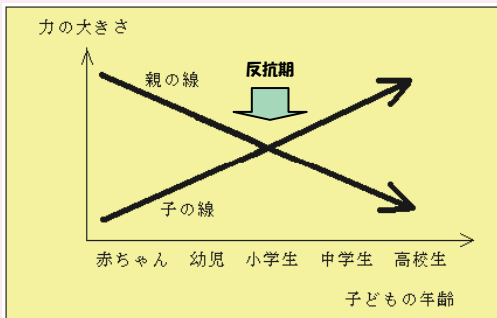 力の大きさ
反抗期
親の線
子の線
赤ちゃん 幼児 小学生 中学生 高校生
子どもの年齢